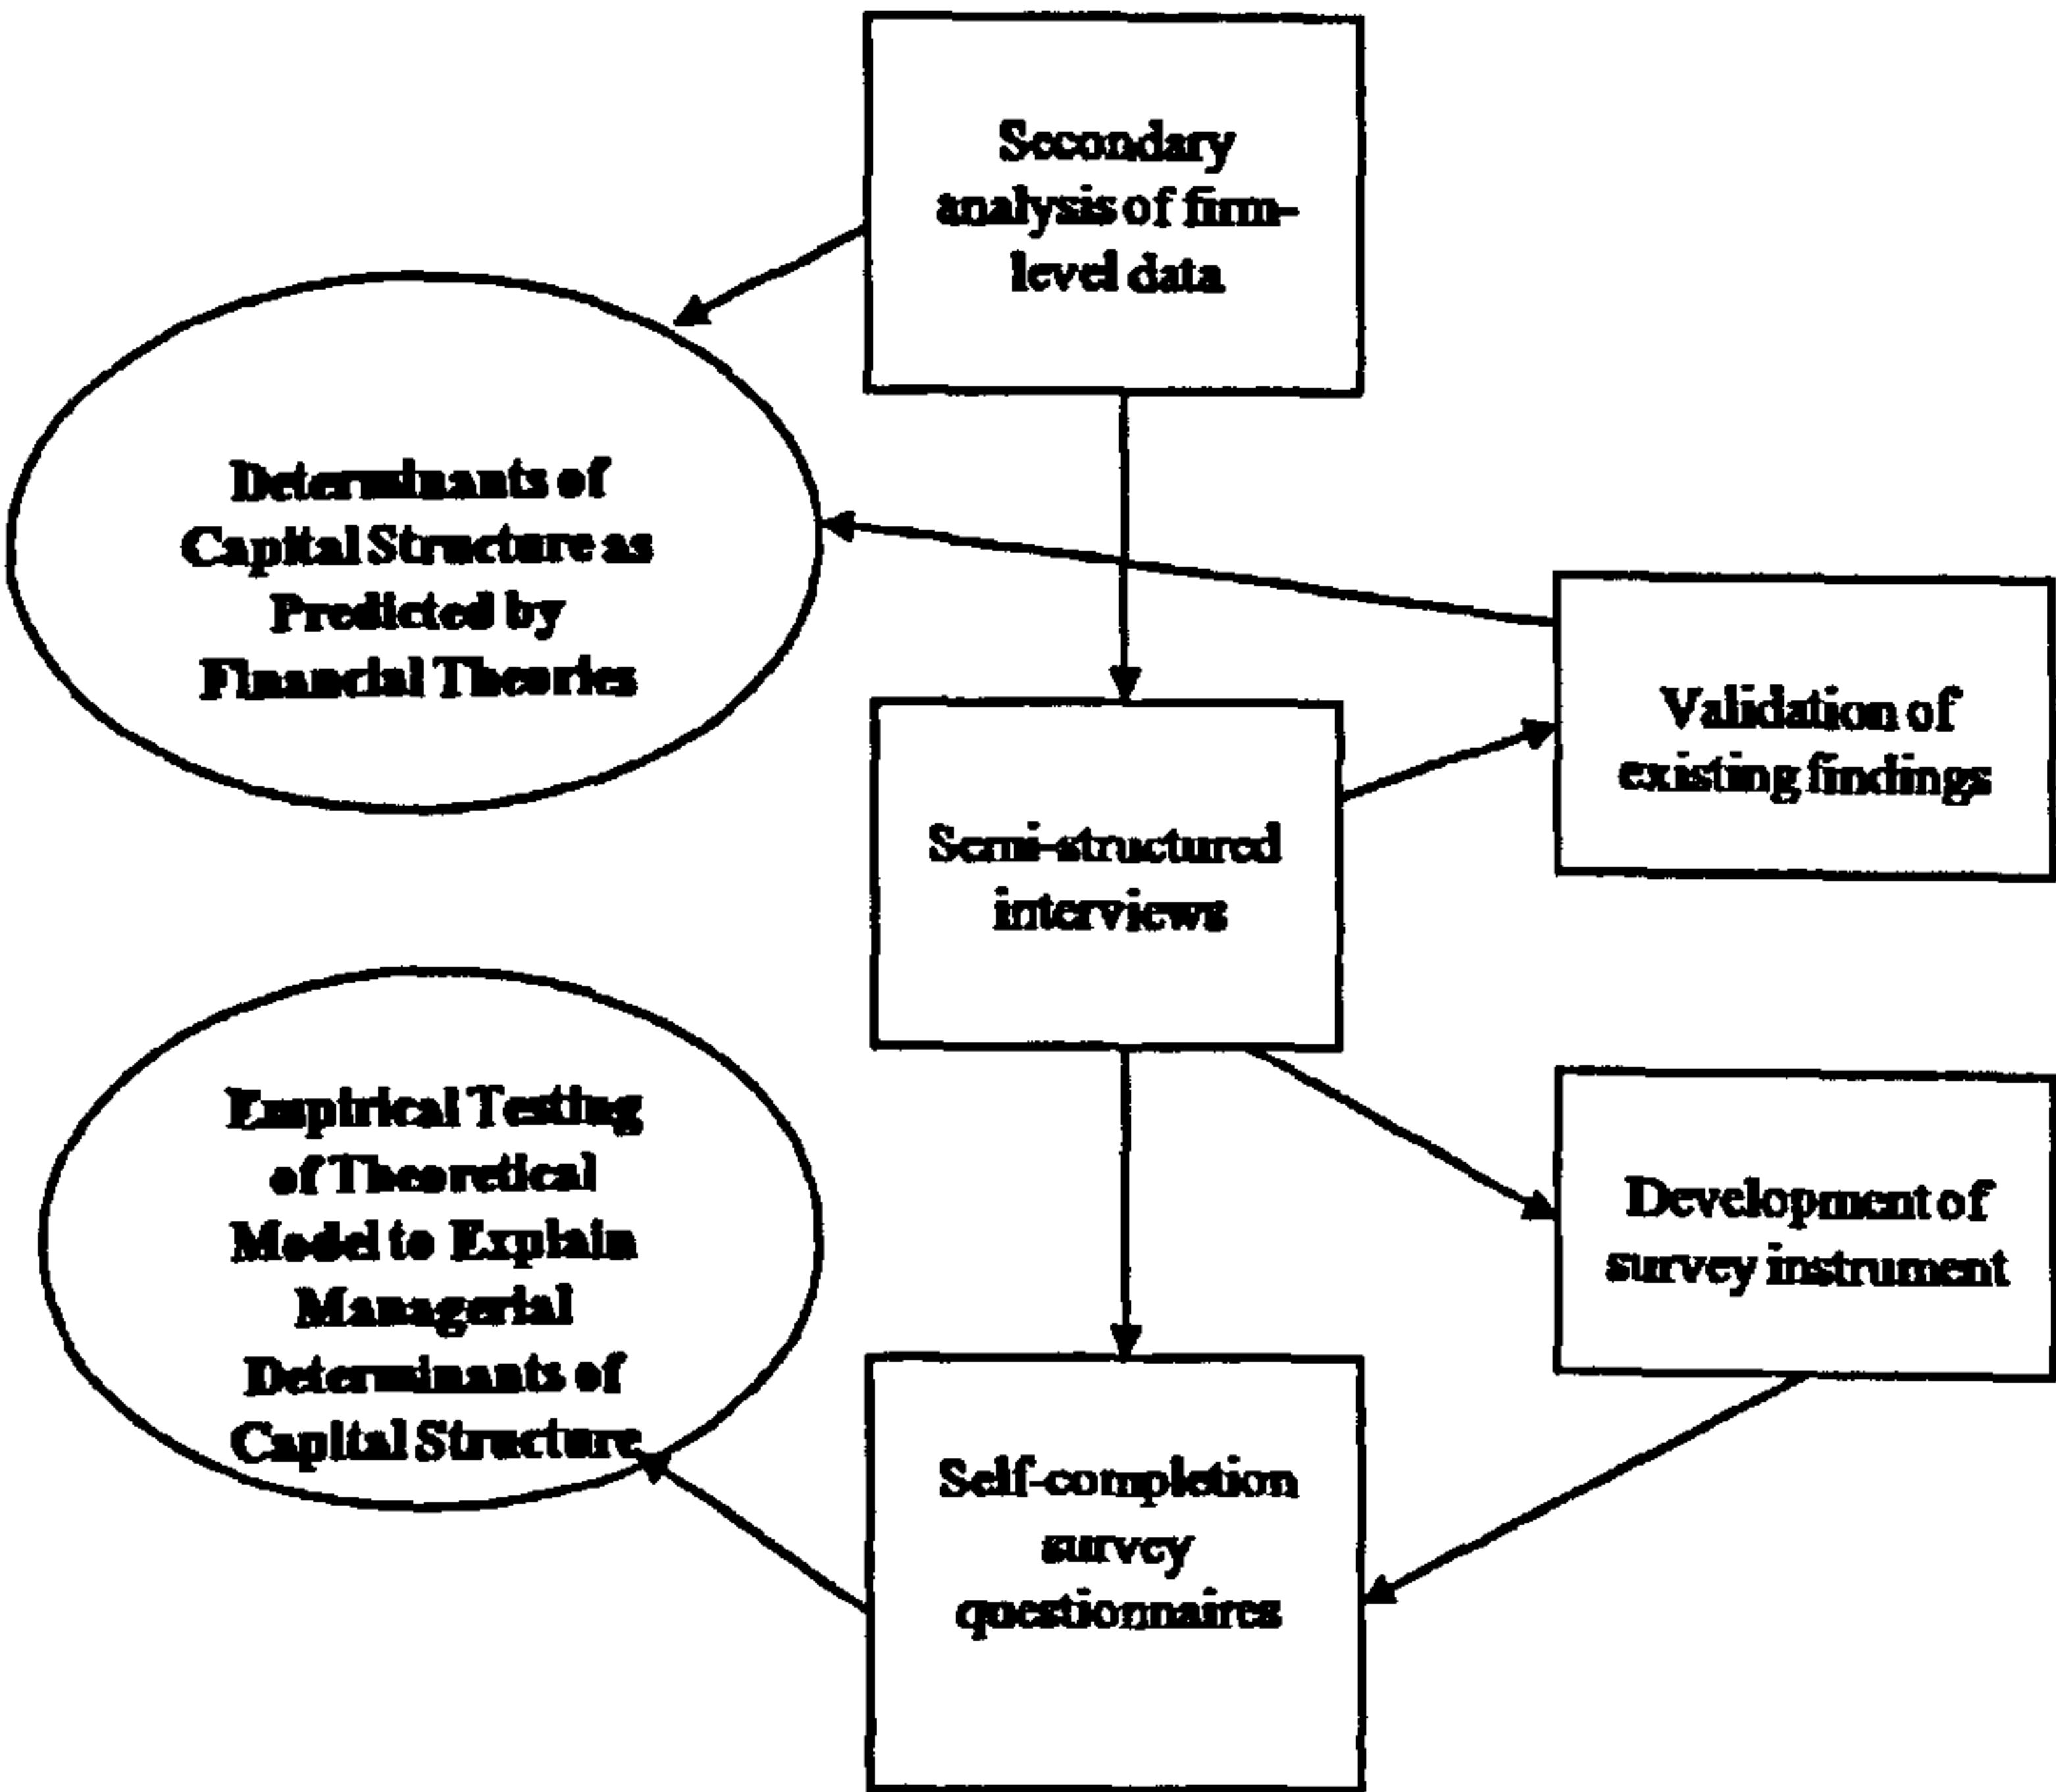 Secondary
analysis of firm-
level data
Determinants of
Capital Structure as
Predicted by
Financial Theories
Validation of
existing findings
Semi-structured
interviews
Empirical Testing
of Theoretical
Model to Explain
Managerial
Determinants of
Capital Structure
Development of
survey instrument
Self-completion
survey
questionnaires